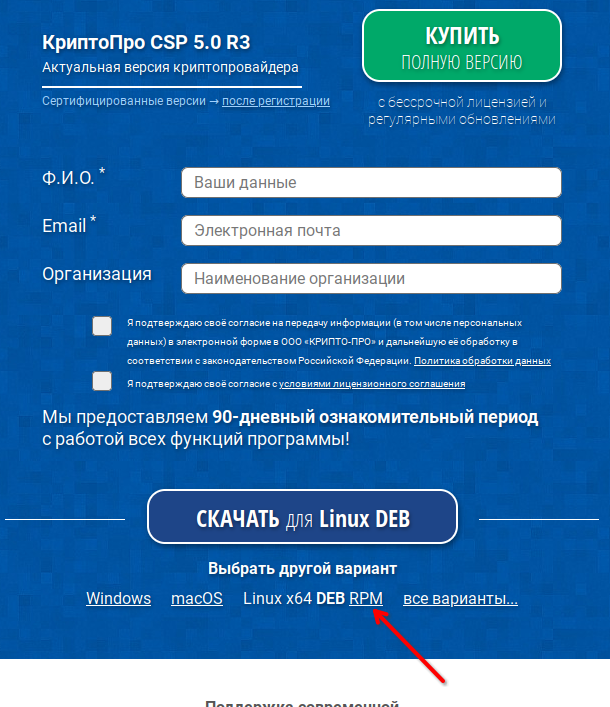 КриптоПро CSP 5.0 R3
Актуальная версия криптопровайдера
Сертифицированные версии → после регистрации
КУПИТЬ
ПОЛНУЮ ВЕРСИЮ
с бессрочной лицензией и
регулярными обновлениями
Ф.И.О. *
Ваши данные
Email *
Электронная почта
Организация
Наименование организации
Я подтверждаю своё согласие на передачу информации (в том числе персональных
данных) в электронной форме в ООО «КРИПТО-ПРО» и дальнейшую её обработку в
соответствии с законодательством Российской Федерации. Политика обработки данных
Я подтверждаю своё согласие с условиями лицензионного соглашения
Мы предоставляем 90-дневный ознакомительный период
с работой всех функций программы!
СКАЧАТЬ для Linux DEB
Выбрать другой вариант
Windows macOS Linux x64 DEB RPM все варианты...
Поддержка современной